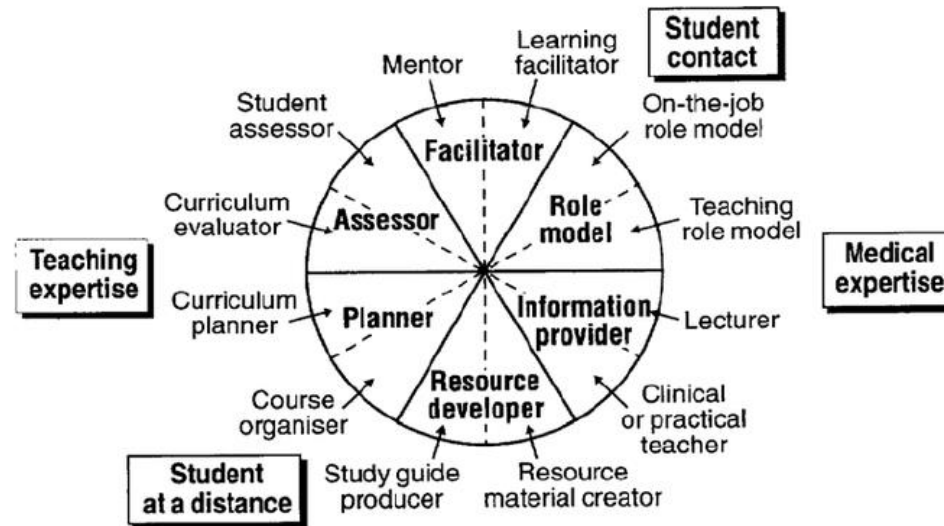 Student
contact
Learning
facilitator
Mentor
Student
assessor
On-the-job
role model
Facilitator
Curriculum
evaluator
Assessor
Role
model
Teaching
role model
Teaching
expertise
Medical
expertise
Curriculum
planner
Planner
Information
provider
Lecturer
Course
organiser
Resource
developer
Clinical
or practical
teacher
Student
at a distance
Study guide
producer
Resource
material creator